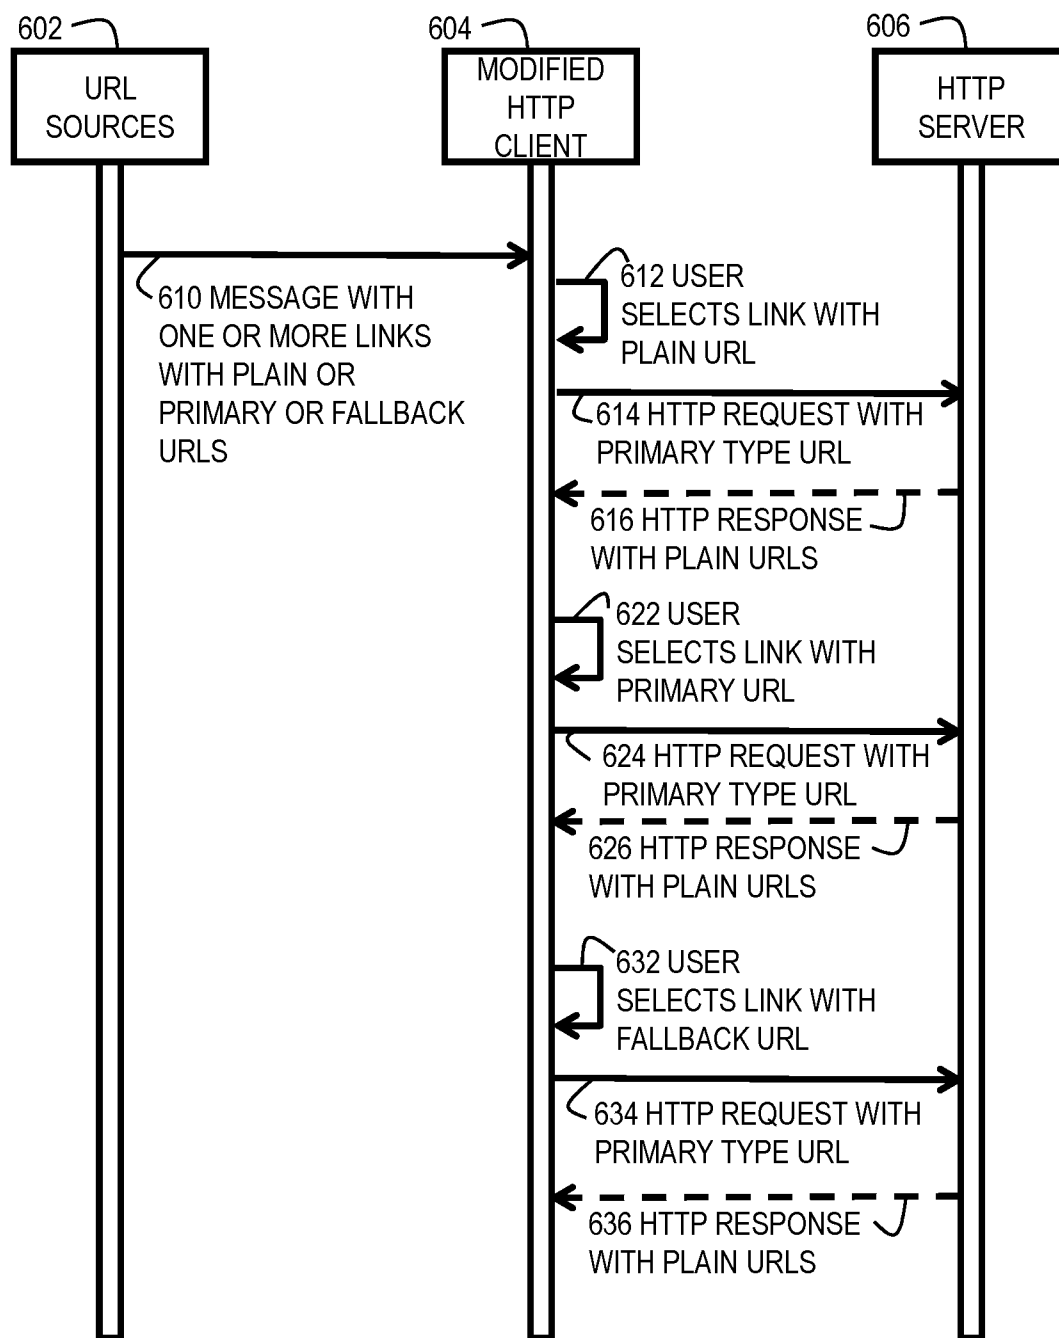 602
604
606
URL
SOURCES
MODIFIED
HTTP
CLIENT
HTTP
SERVER
610 MESSAGE WITH
ONE OR MORE LINKS
WITH PLAIN OR
PRIMARY OR FALLBACK
URLS
612 USER
SELECTS LINK WITH
PLAIN URL
614 HTTP REQUEST WITH
PRIMARY TYPE URL
616 HTTP RESPONSE
WITH PLAIN URLS
622 USER
SELECTS LINK WITH
PRIMARY URL
624 HTTP REQUEST WITH
PRIMARY TYPE URL
626 HTTP RESPONSE
WITH PLAIN URLS
632 USER
SELECTS LINK WITH
FALLBACK URL
634 HTTP REQUEST WITH
PRIMARY TYPE URL
636 HTTP RESPONSE
WITH PLAIN URLS